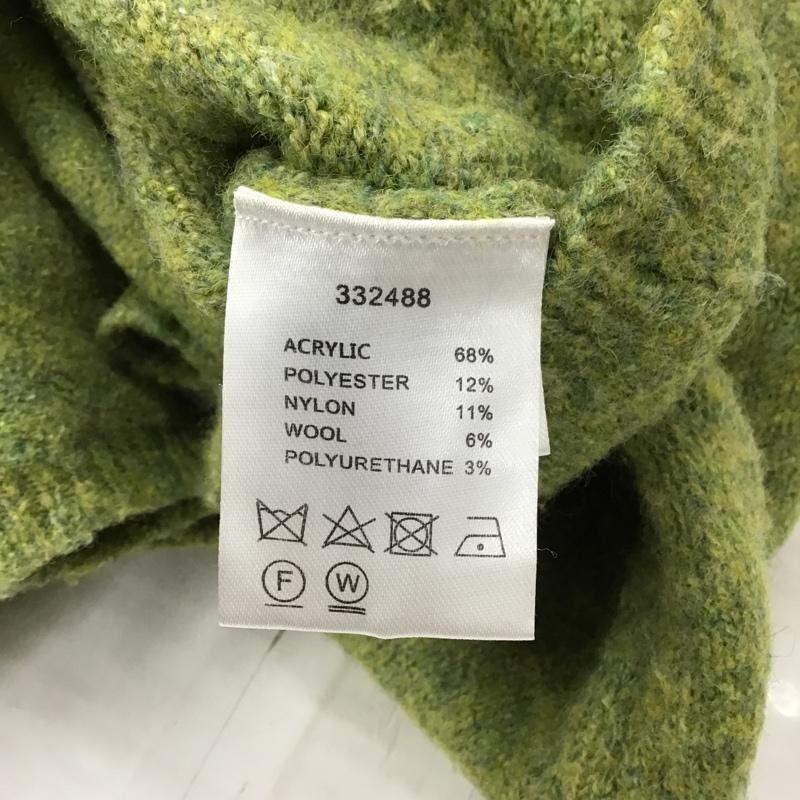 332488
ACRYLIC 68%
POLYESTER 12%
NYLON 11%
WOOL 6%
POLYURETHANE 3%
F W